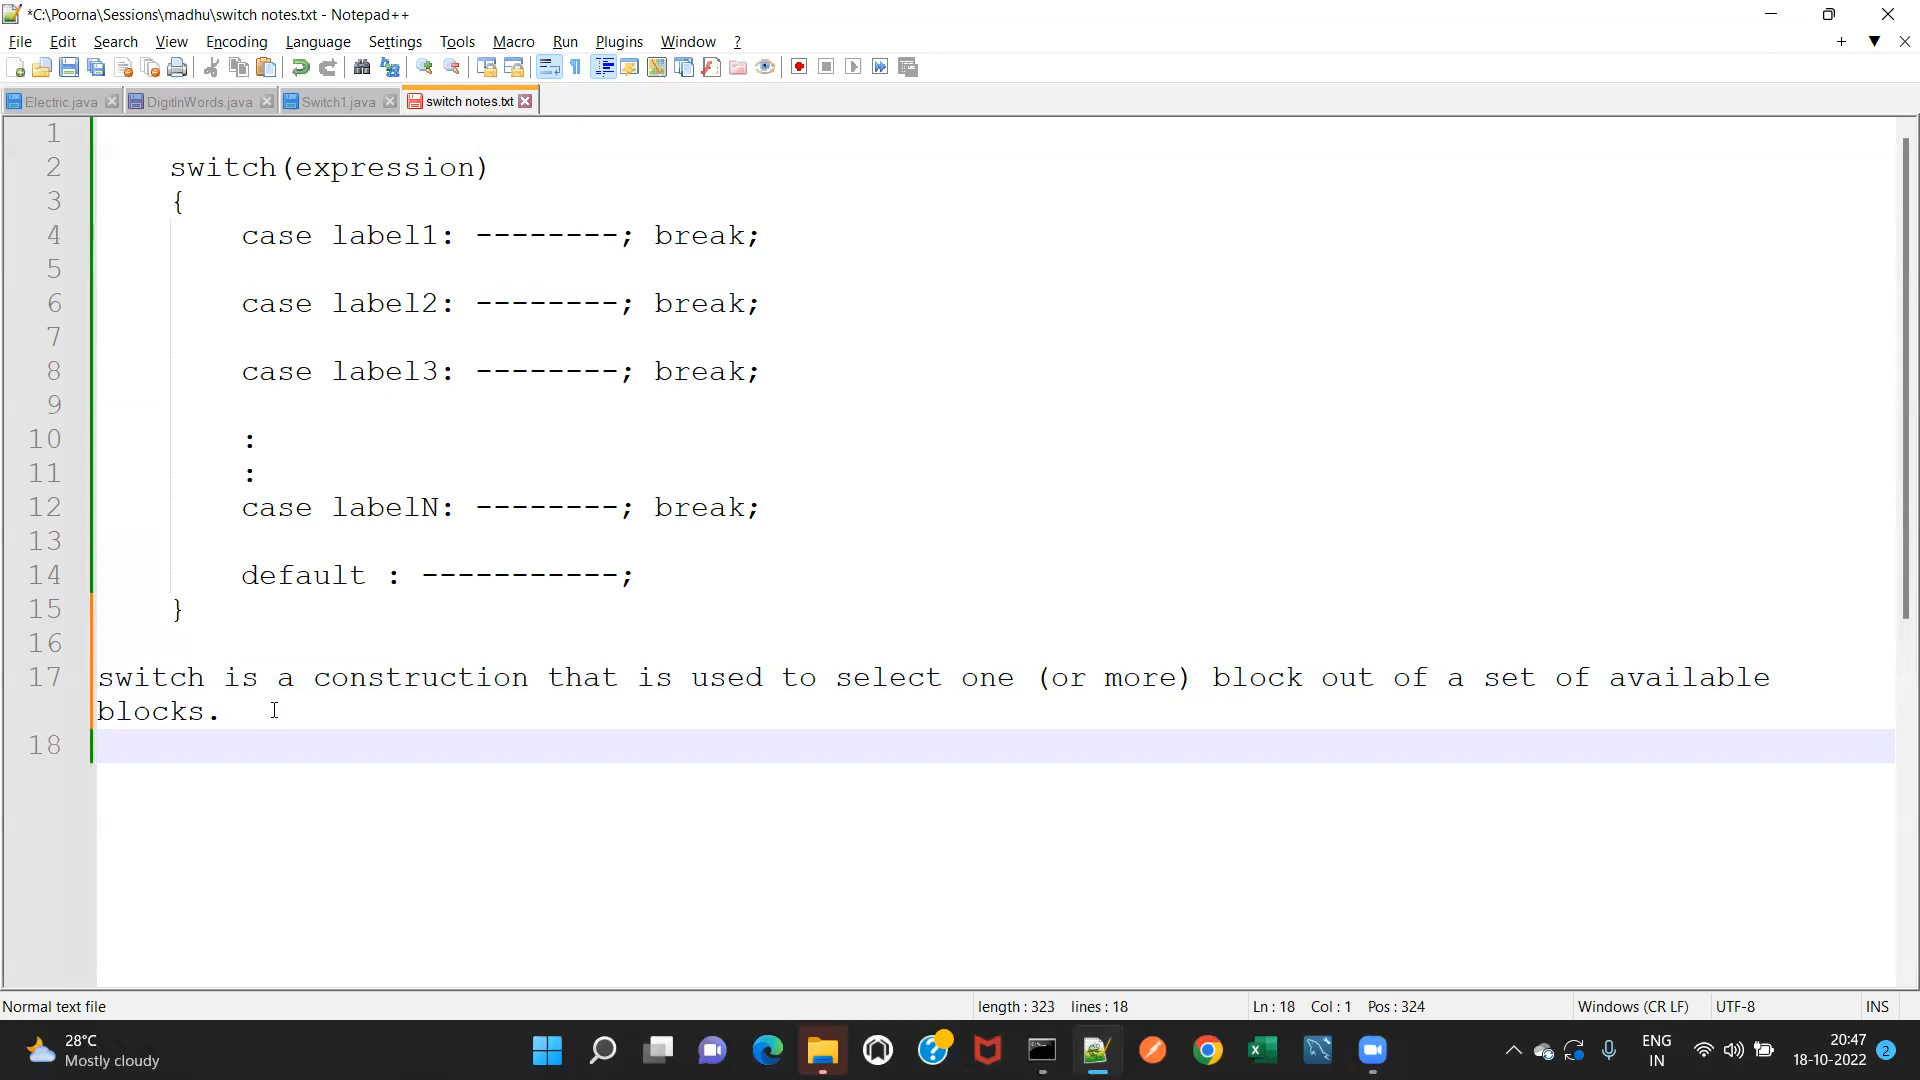 *C:\Poorna\Sessions\madhu\switch notes.txt - Notepad++
File Edit Search View Encoding Language Settings Tools Macro Run Plugins Window ?
Electric.java DigitInWords.java Switch1.java switch notes.txt
1
2 switch(expression)
3 {
4 case label1: --------; break;
5
6 case label2: --------; break;
7
8 case label3: --------; break;
9
10 :
11 :
12 case labelN: --------; break;
13
14 default : -----------;
15 }
16
17 switch is a construction that is used to select one (or more) block out of a set of available
blocks.
18
Normal text file length : 323 lines : 18 Ln : 18 Col : 1 Pos : 324 Windows (CR LF) UTF-8 INS
28°C
Mostly cloudy
ENG
IN
20:47
18-10-2022
2